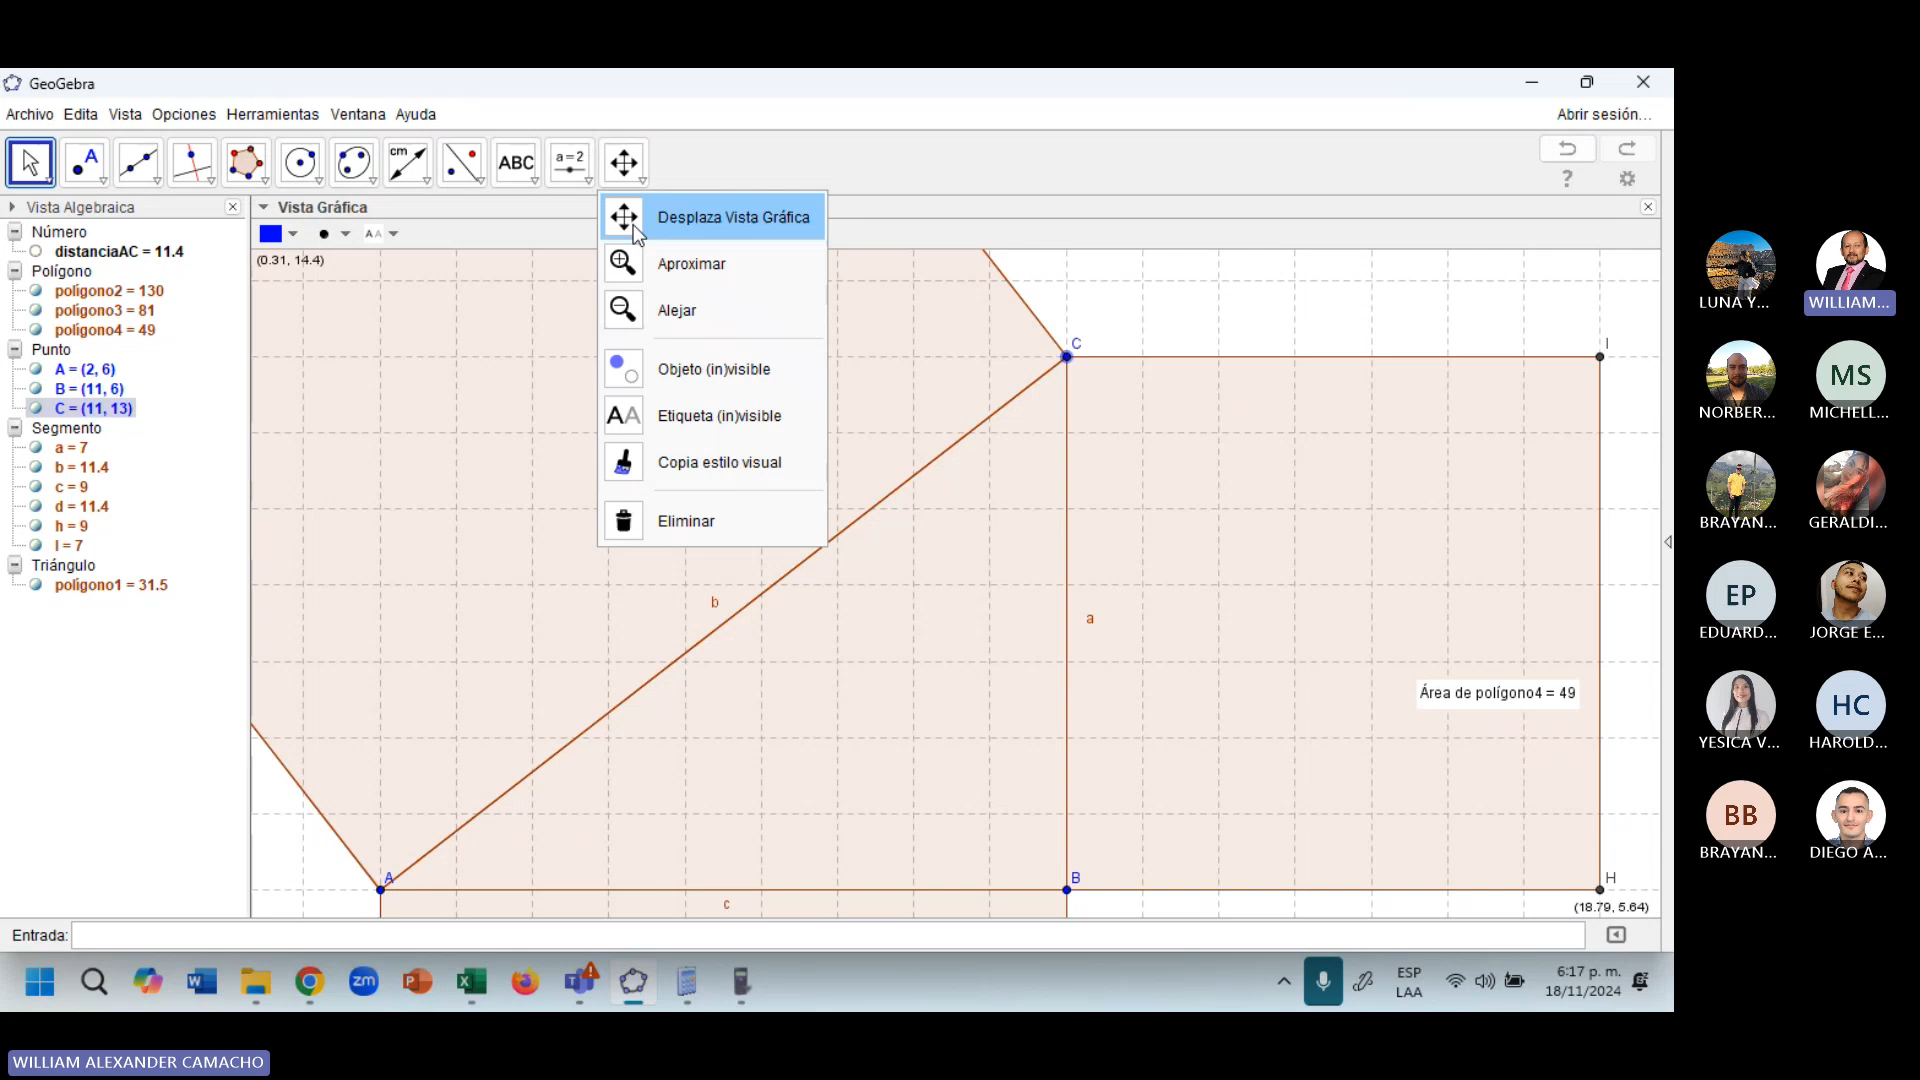 GeoGebra
Archivo Edita Vista Opciones Herramientas Ventana Ayuda
Abrir sesión...
A
cm
ABC
a=2
?
Vista Algebraica
Vista Gráfica
Número
distanciaAC = 11.4
Polígono
polígono2 = 130
polígono3 = 81
polígono4 = 49
Punto
A = (2, 6)
B = (11, 6)
C = (11, 13)
Segmento
a = 7
b = 11.4
c = 9
d = 11.4
h = 9
l = 7
Triángulo
polígono1 = 31.5
AA
(0.31, 14.4)
Desplaza Vista Gráfica
Aproximar
Alejar
Objeto (in)visible
AA Etiqueta (in)visible
Copia estilo visual
Eliminar
C
I
b
a
Área de polígono4 = 49
A
B
H
c
(18.79, 5.64)
Entrada:
zm
ESP
LAA
6:17 p. m.
18/11/2024
LUNA Y...
WILLIAM...
NORBER...
MS
MICHELL...
BRAYAN...
GERALDI...
EP
EDUARD...
JORGE E...
YESICA V...
HC
HAROLD...
BB
BRAYAN...
DIEGO A...
WILLIAM ALEXANDER CAMACHO